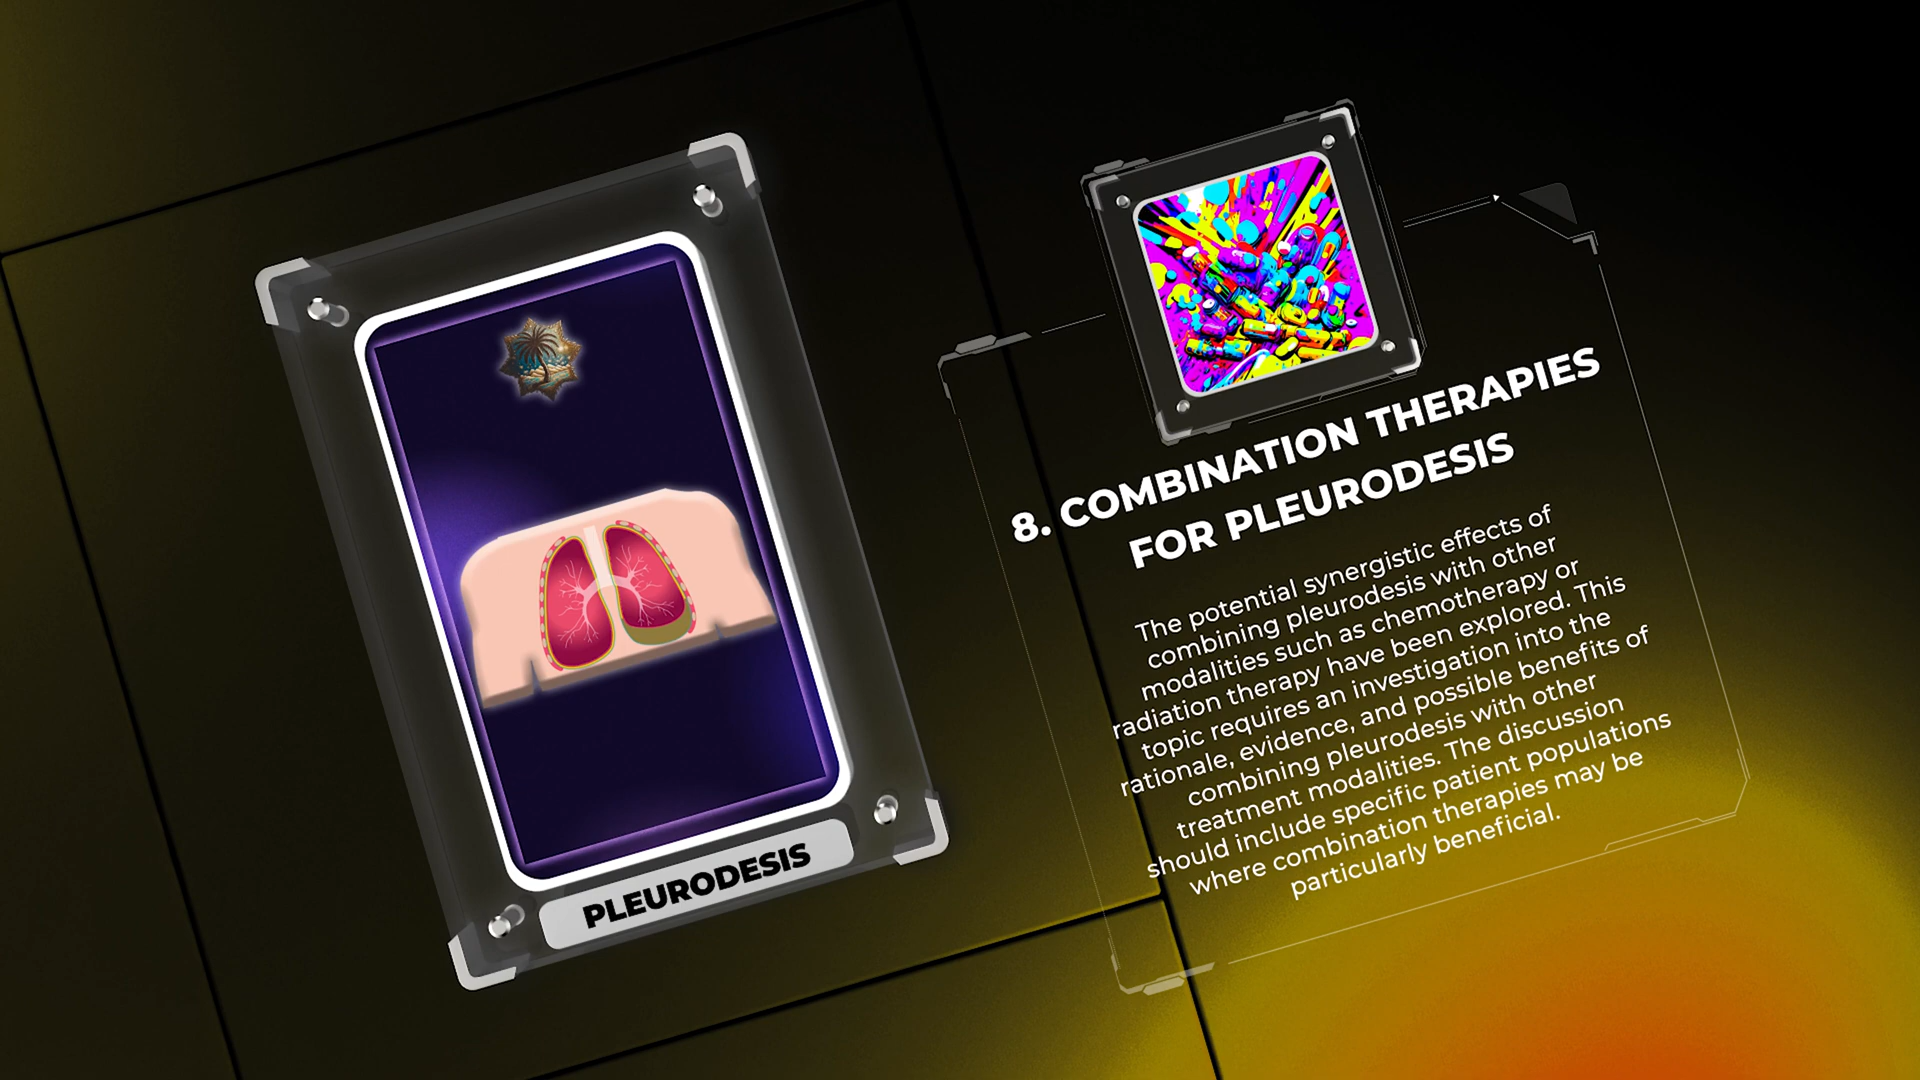 PLEURODESIS
8. COMBINATION THERAPIES
FOR PLEURODESIS
The potential synergistic effects of
combining pleurodesis with other
modalities such as chemotherapy or
radiation therapy have been explored. This
topic requires an investigation into the
rationale, evidence, and possible benefits of
combining pleurodesis with other
treatment modalities. The discussion
should include specific patient populations
where combination therapies may be
particularly beneficial.